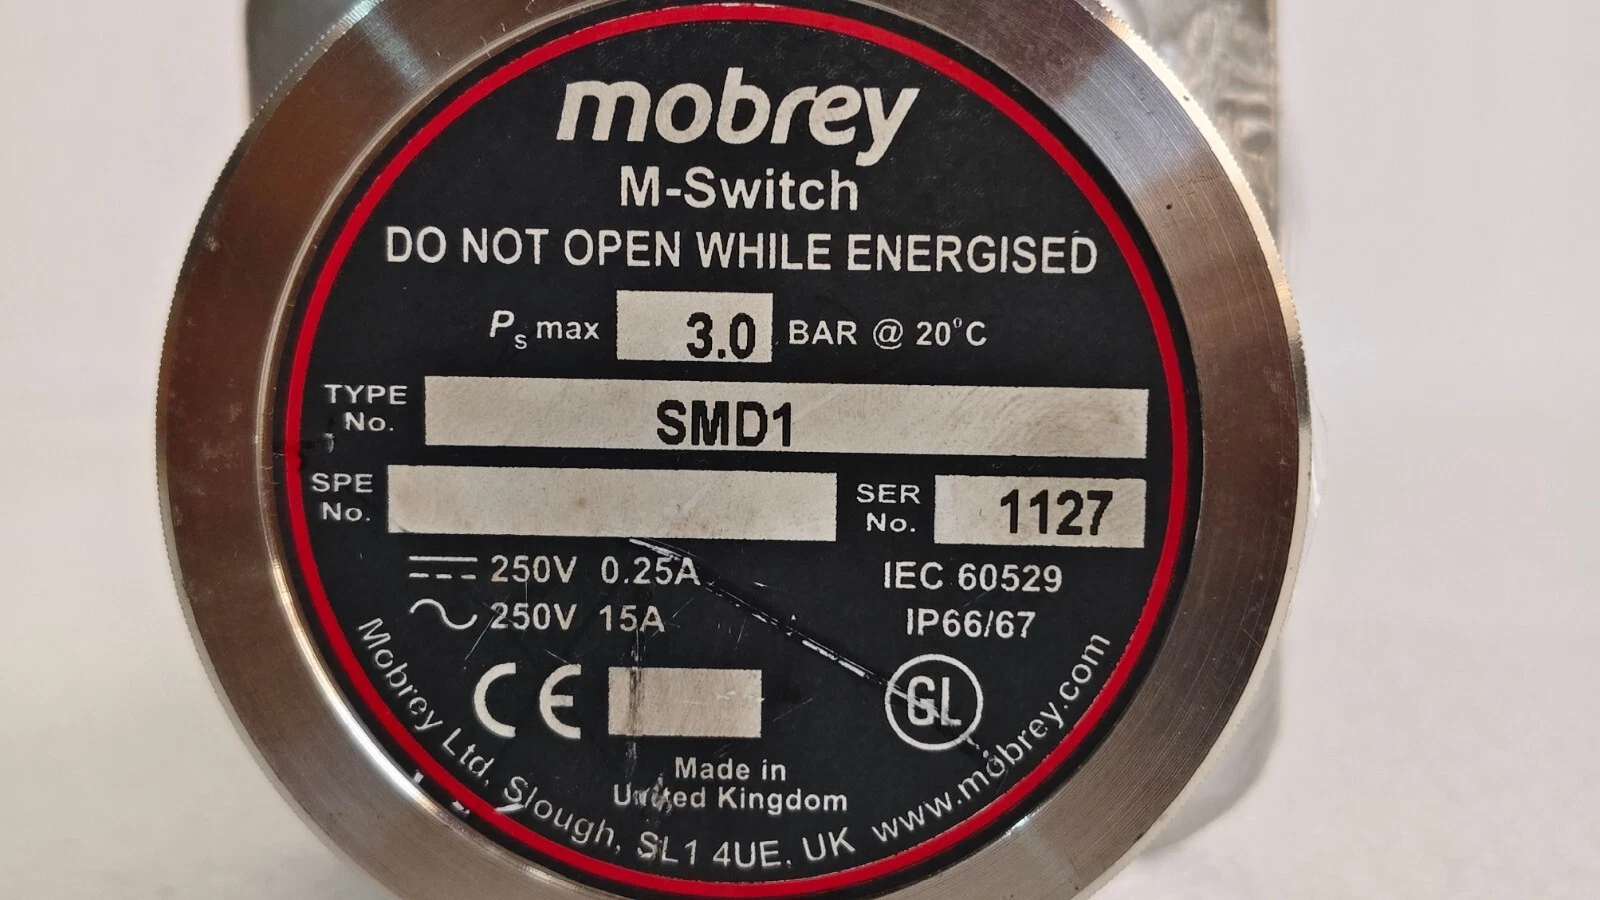 mobrey
M-Switch
DO NOT OPEN WHILE ENERGISED
Ps max 3.0 BAR @ 20°C
TYPE No. SMD1
SPE No.
SER No. 1127
250V 0.25A
250V 15A
IEC 60529
IP66/67
CE
GL
Made in
United Kingdom
Mobrey Ltd, Slough, SL1 4UE, UK www.mobrey.com